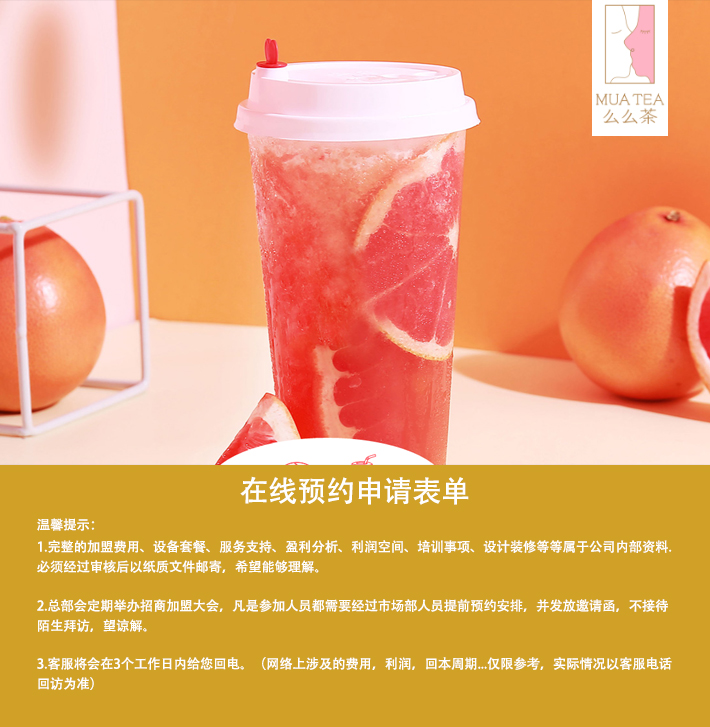 MUA TEA
么么茶
在线预约申请表单
温馨提示：
1.完整的加盟费用、设备套餐、服务支持、盈利分析、利润空间、培训事项、设计装修等等属于公司内部资料.
必须经过审核后以纸质文件邮寄，希望能够理解。
2.总部会定期举办招商加盟大会，凡是参加人员都需要经过市场部人员提前预约安排，并发放邀请函，不接待
陌生拜访，望谅解。
3.客服将会在3个工作日内给您回电。（网络上涉及的费用，利润，回本周期...仅限参考，实际情况以客服电话
回访为准）